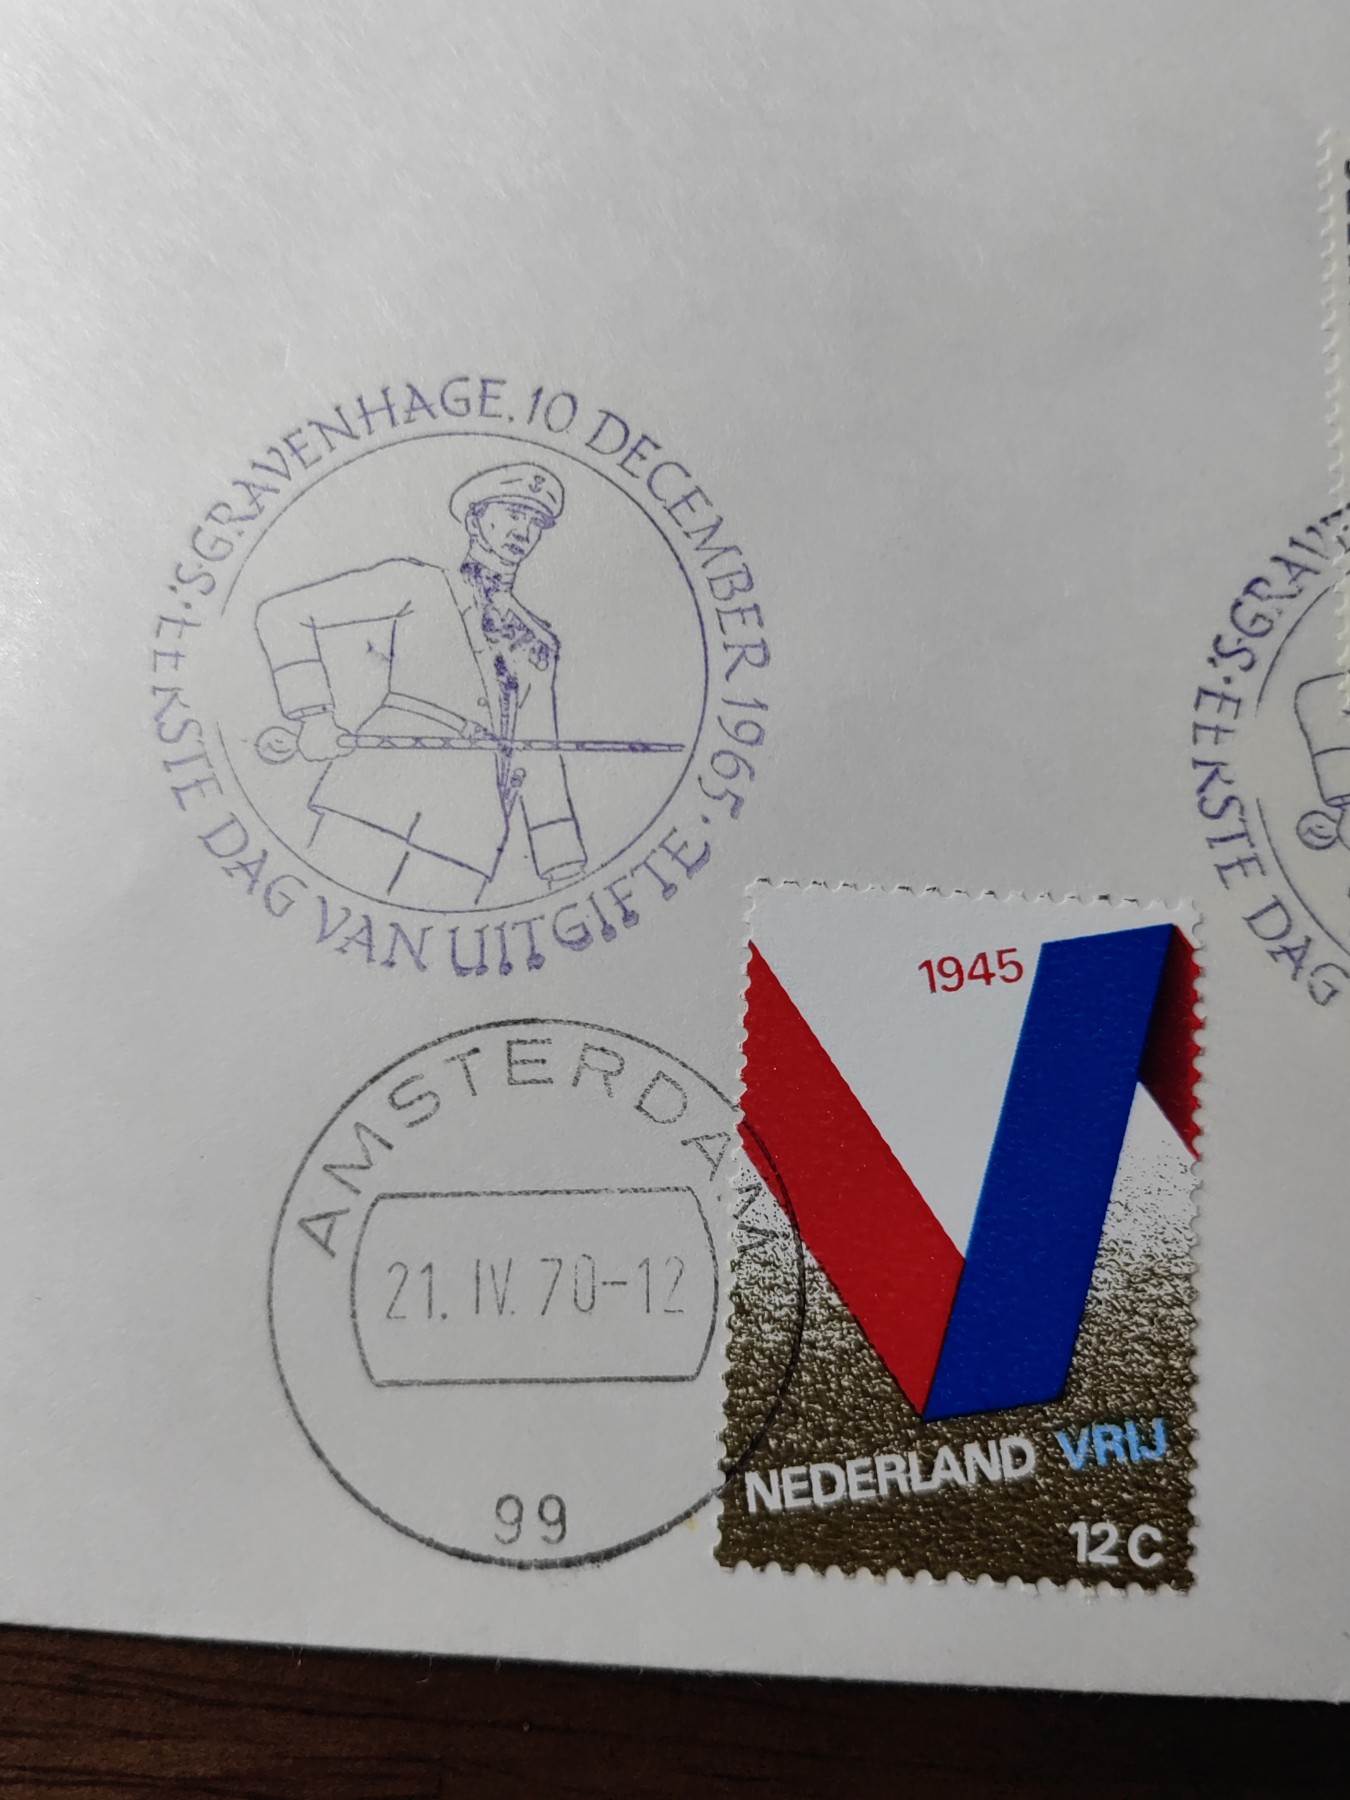 'S-GRAVENHAGE. 10 DECEMBER 1965.
EERSTE DAG VAN UITGIFTE.
'S-GRAV
EERSTE DAG
1945
AMSTERDAM
21. IV. 70-12
99
NEDERLAND VRIJ
12 C